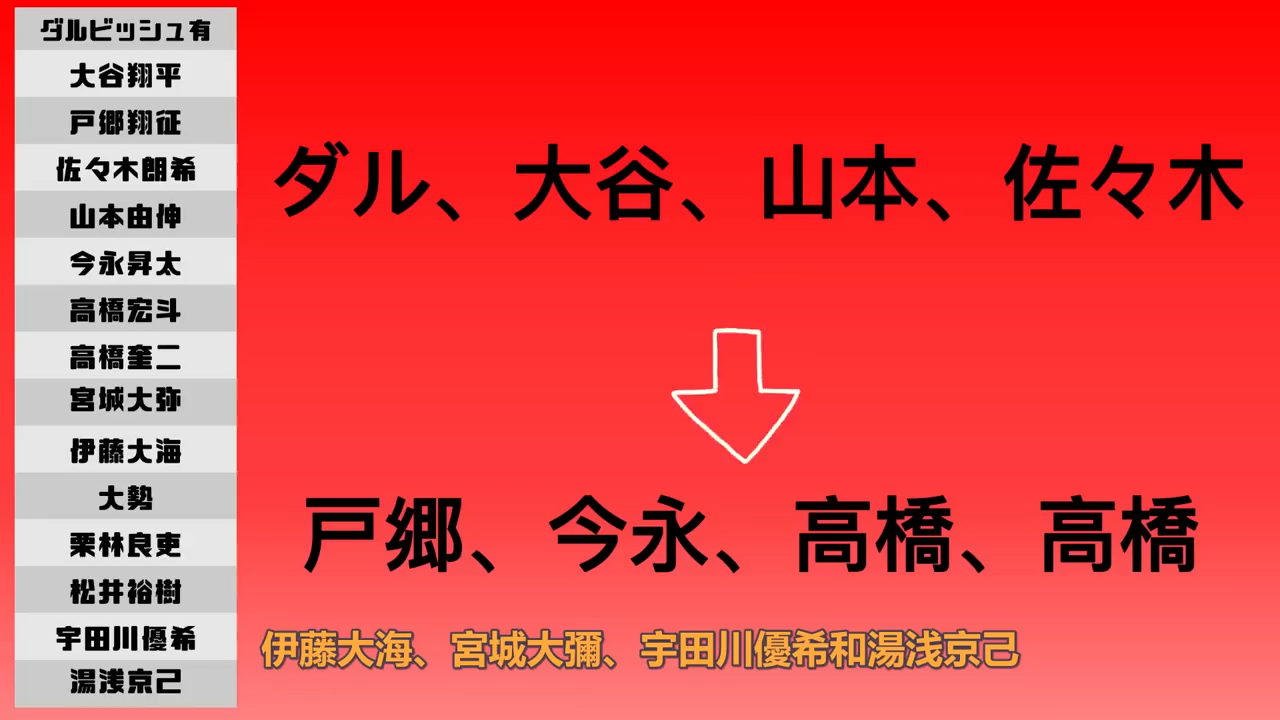 ダルビッシュ有
大谷翔平
戸郷翔征
佐々木朗希
山本由伸
今永昇太
高橋宏斗
高橋奎二
宮城大弥
伊藤大海
大勢
栗林良吏
松井裕樹
宇田川優希
湯浅京己
ダル、大谷、山本、佐々木
戸郷、今永、高橋、高橋
伊藤大海、宮城大彌、宇田川優希和湯浅京己